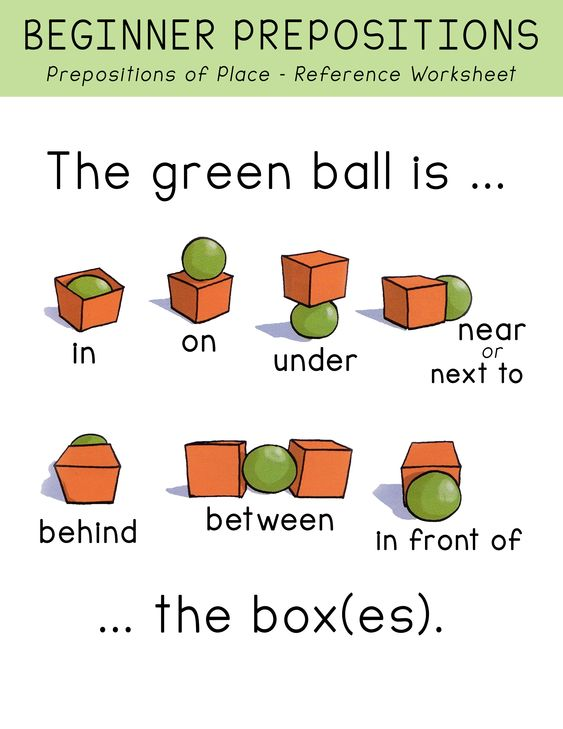 BEGINNER PREPOSITIONS
Prepositions of Place - Reference Worksheet
The green ball is ...
in
on
under
near
or
next to
behind
between
in front of
... the box(es).